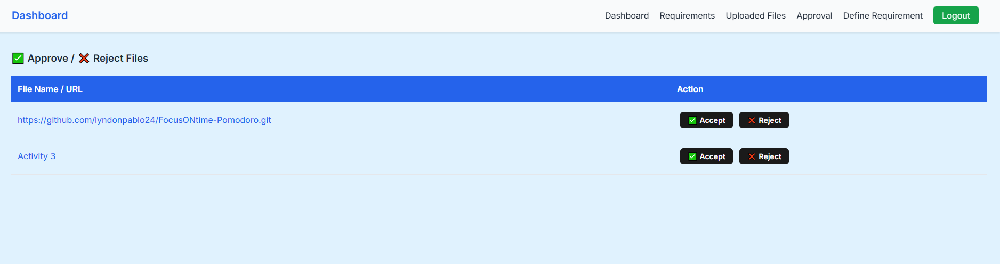 Dashboard
Dashboard Requirements Uploaded Files Approval Define Requirement Logout
✅ Approve / ❌ Reject Files
File Name / URL Action
https://github.com/lyndonpablo24/FocusONtime-Pomodoro.git ✅ Accept ❌ Reject
Activity 3 ✅ Accept ❌ Reject